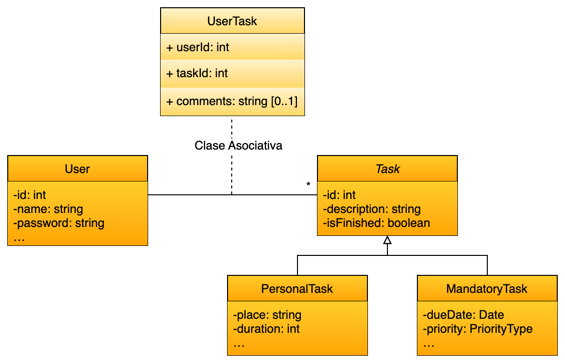 UserTask
+ userId: int
+ taskId: int
+ comments: string [0..1]
Clase Asociativa
User
-id: int
-name: string
-password: string
...
*
Task
-id: int
-description: string
-isFinished: boolean
PersonalTask
-place: string
-duration: int
...
MandatoryTask
-dueDate: Date
-priority: PriorityType
...